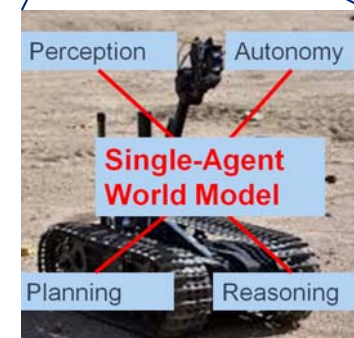 Perception
Autonomy
Single-Agent
World Model
Planning
Reasoning